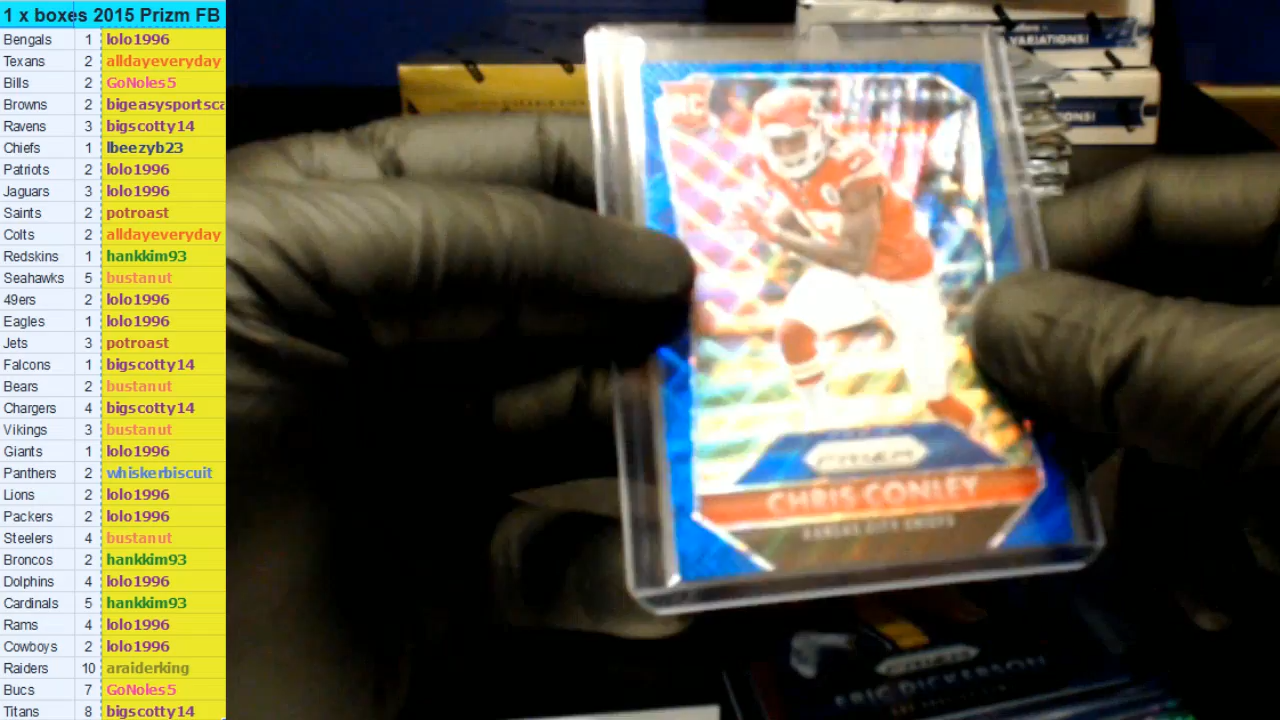 1 x boxes 2015 Prizm FB
Bengals 1 lolo1996
Texans 2 alldayeveryday
Bills 2 GoNoles5
Browns 2 bigeasysportsca
Ravens 3 bigscotty14
Chiefs 1 lbeezyb23
Patriots 2 lolo1996
Jaguars 3 lolo1996
Saints 2 potroast
Colts 2 alldayeveryday
Redskins 1 hankkim93
Seahawks 5 bustanut
49ers 2 lolo1996
Eagles 1 lolo1996
Jets 3 potroast
Falcons 1 bigscotty14
Bears 2 bustanut
Chargers 4 bigscotty14
Vikings 3 bustanut
Giants 1 lolo1996
Panthers 2 whiskerbiscuit
Lions 2 lolo1996
Packers 2 lolo1996
Steelers 4 bustanut
Broncos 2 hankkim93
Dolphins 4 lolo1996
Cardinals 5 hankkim93
Rams 4 lolo1996
Cowboys 2 lolo1996
Raiders 10 araiderking
Bucs 7 GoNoles5
Titans 8 bigscotty14
VARIATIONS!
RC
PRIZM
CHRIS CONLEY
KANSAS CITY CHIEFS
PRIZM
ERIC DICKERSON